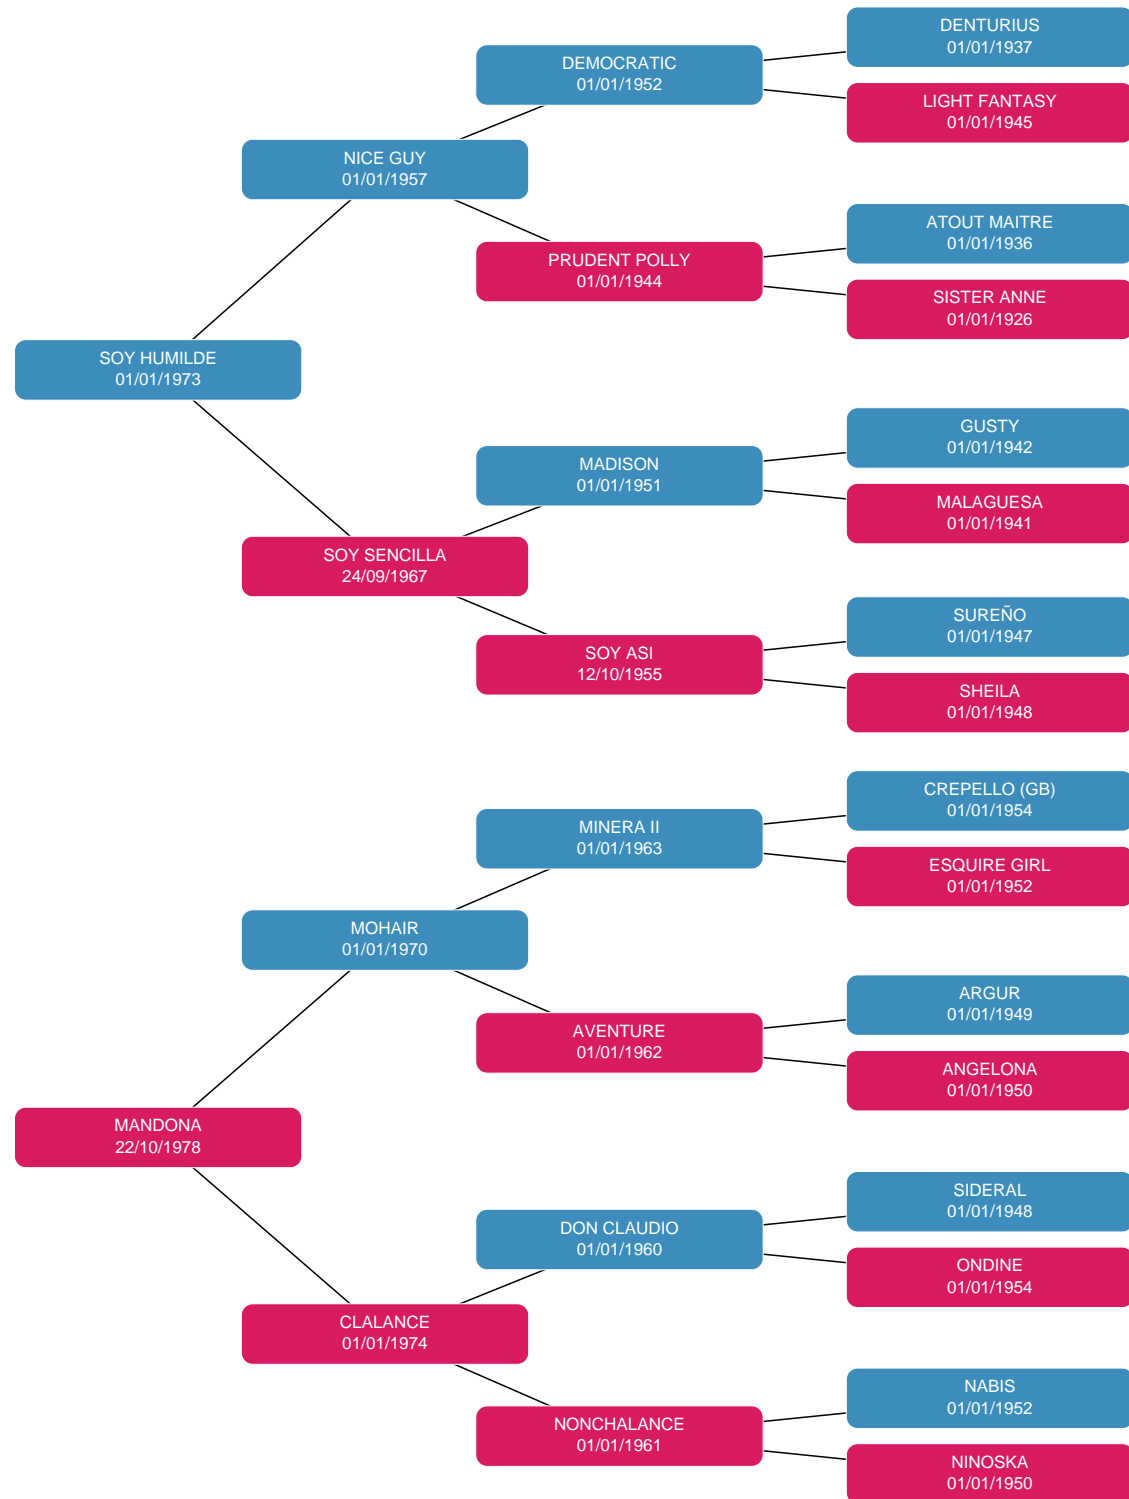 DENTURIUS
01/01/1937
DEMOCRATIC
01/01/1952
LIGHT FANTASY
01/01/1945
NICE GUY
01/01/1957
ATOUT MAITRE
01/01/1936
PRUDENT POLLY
01/01/1944
SISTER ANNE
01/01/1926
SOY HUMILDE
01/01/1973
GUSTY
01/01/1942
MADISON
01/01/1951
MALAGUESA
01/01/1941
SOY SENCILLA
24/09/1967
SUREÑO
01/01/1947
SOY ASI
12/10/1955
SHEILA
01/01/1948
CREPELLO (GB)
01/01/1954
MINERA II
01/01/1963
ESQUIRE GIRL
01/01/1952
MOHAIR
01/01/1970
ARGUR
01/01/1949
AVENTURE
01/01/1962
ANGELONA
01/01/1950
MANDONA
22/10/1978
SIDERAL
01/01/1948
DON CLAUDIO
01/01/1960
ONDINE
01/01/1954
CLALANCE
01/01/1974
NABIS
01/01/1952
NONCHALANCE
01/01/1961
NINOSKA
01/01/1950